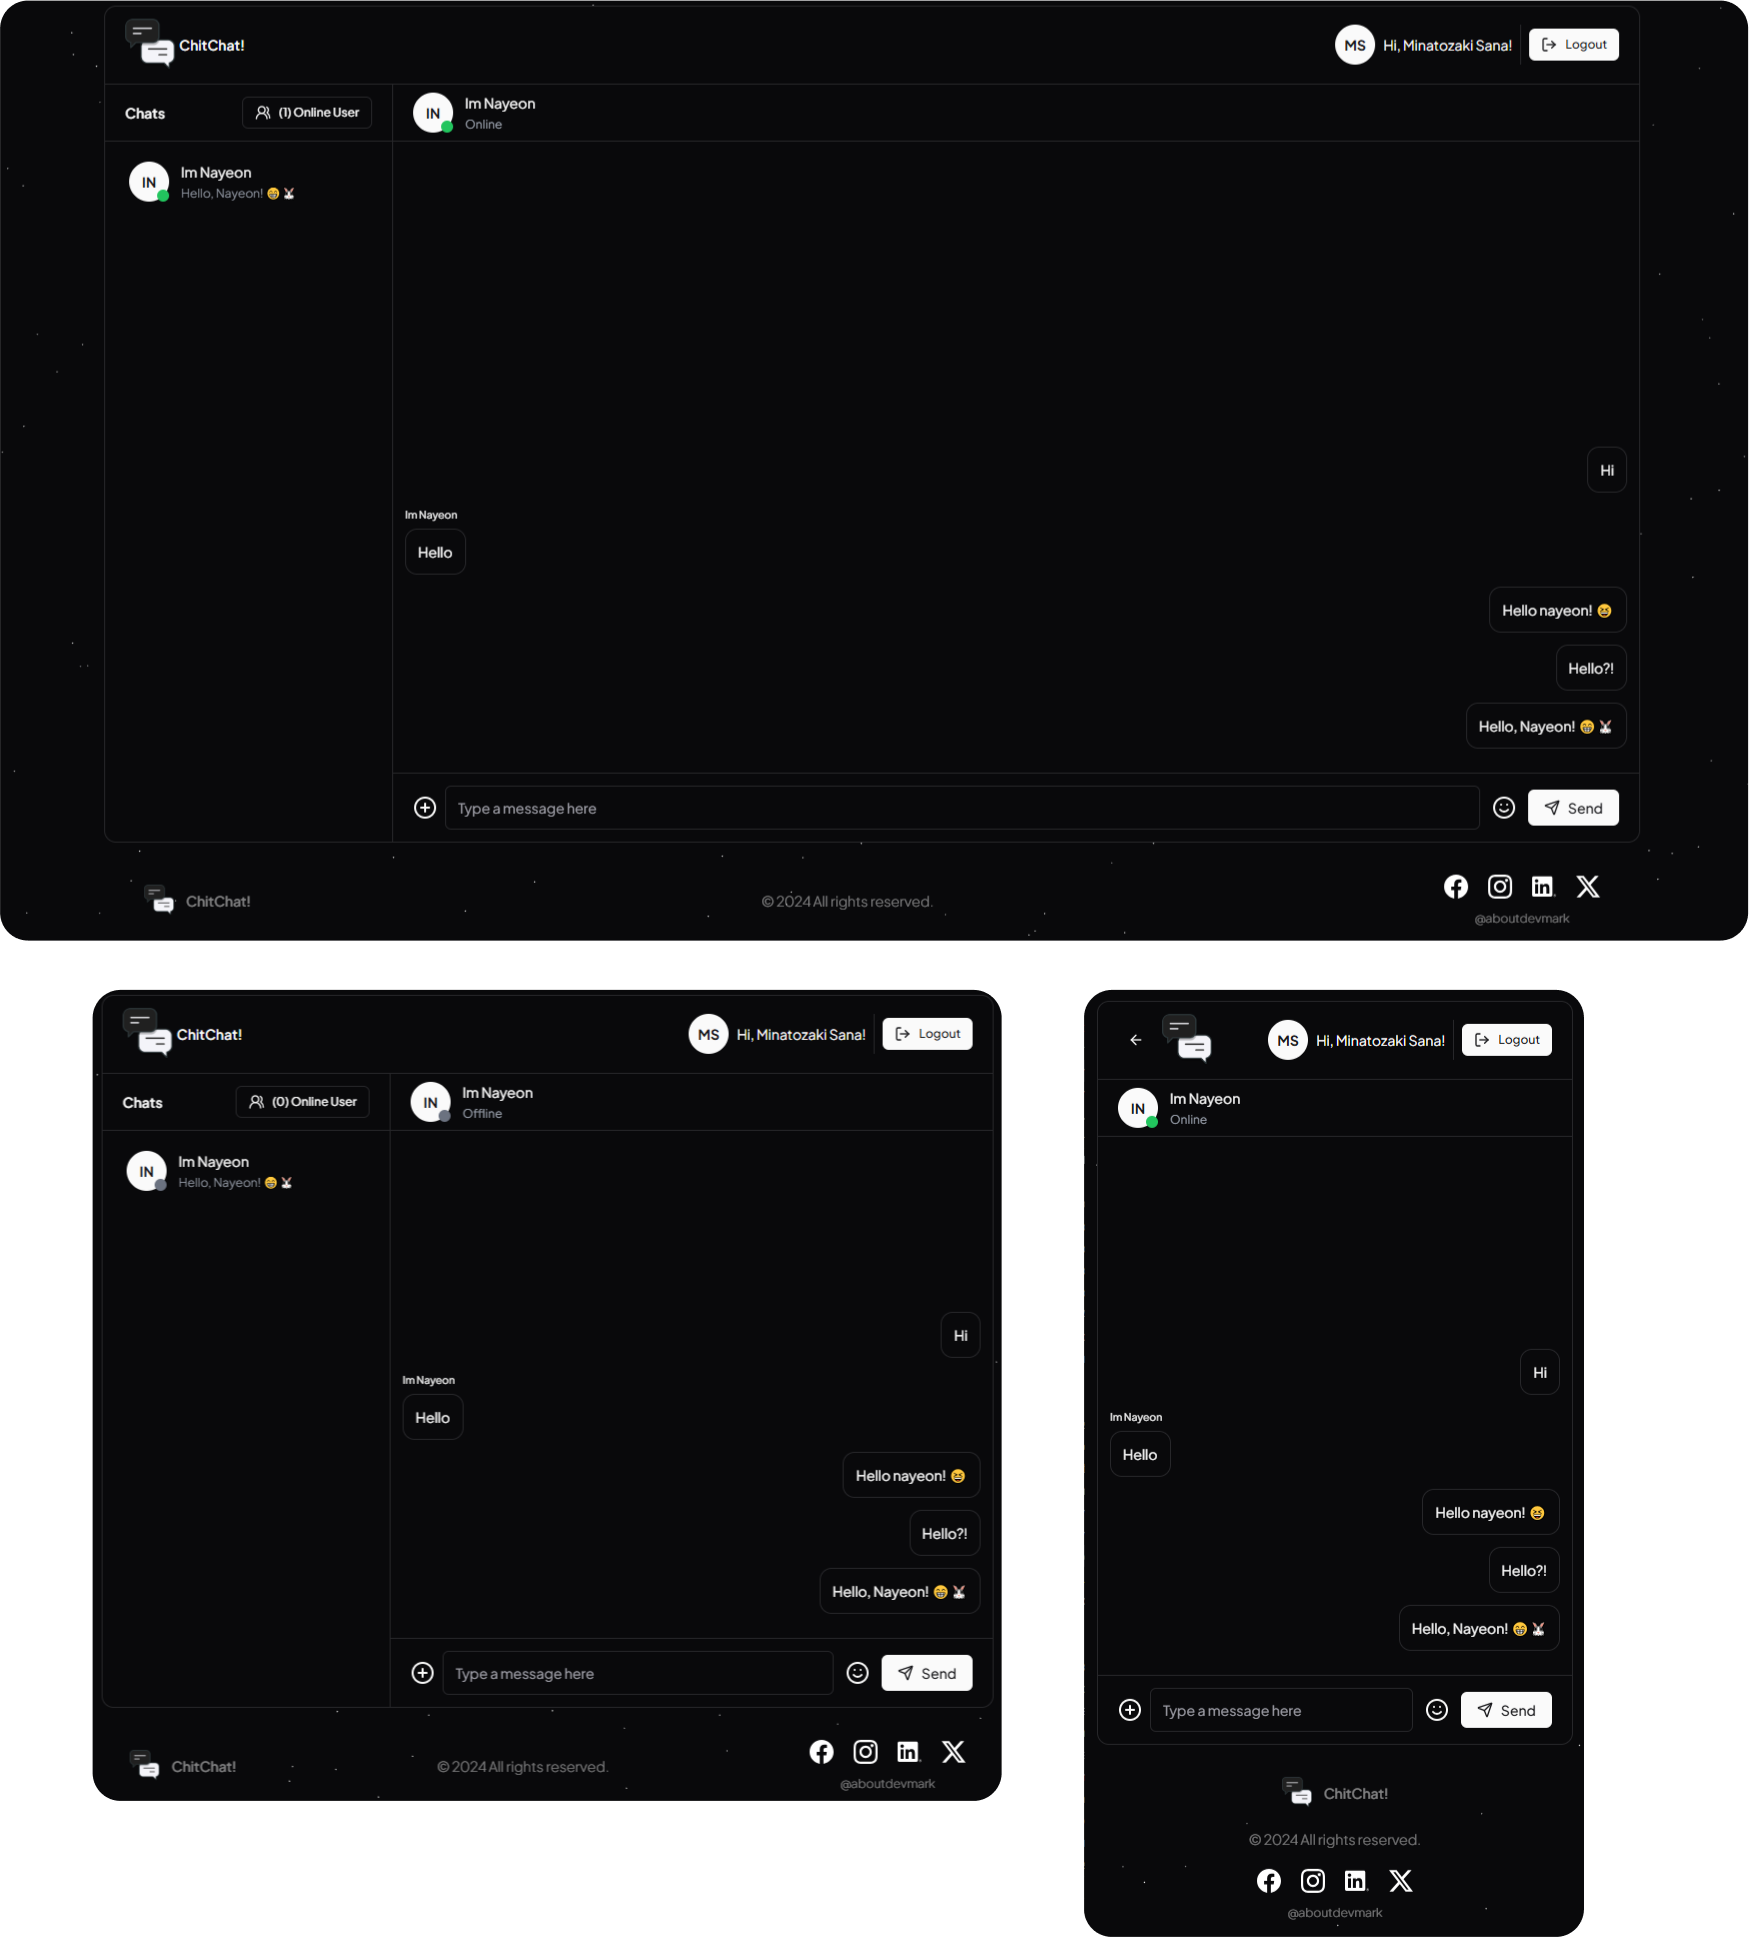 ChitChat!
MS Hi, Minatozaki Sana! Logout
Chats (1) Online User
IN Im Nayeon
Online
IN Im Nayeon
Hello, Nayeon! 😁 🐰
Hi
Im Nayeon
Hello
Hello nayeon! 😆
Hello?!
Hello, Nayeon! 😁 🐰
Type a message here Send
ChitChat!
© 2024 All rights reserved.
@aboutdevmark
ChitChat!
MS Hi, Minatozaki Sana! Logout
Chats (0) Online User
IN Im Nayeon
Offline
IN Im Nayeon
Hello, Nayeon! 😁 🐰
Hi
Im Nayeon
Hello
Hello nayeon! 😆
Hello?!
Hello, Nayeon! 😁 🐰
Type a message here Send
ChitChat!
© 2024 All rights reserved.
@aboutdevmark
MS Hi, Minatozaki Sana! Logout
IN Im Nayeon
Online
Hi
Im Nayeon
Hello
Hello nayeon! 😆
Hello?!
Hello, Nayeon! 😁 🐰
Type a message here Send
ChitChat!
© 2024 All rights reserved.
@aboutdevmark